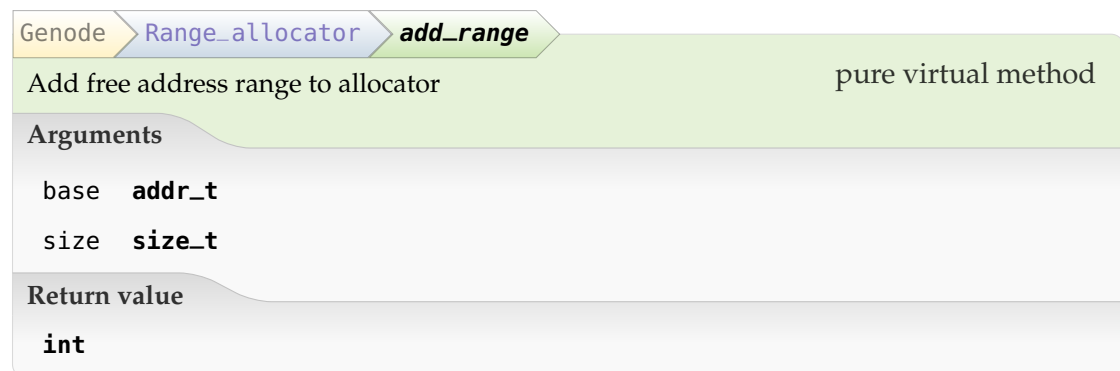 Genode Range_allocator add_range
Add free address range to allocator pure virtual method
Arguments
base addr_t
size size_t
Return value
int